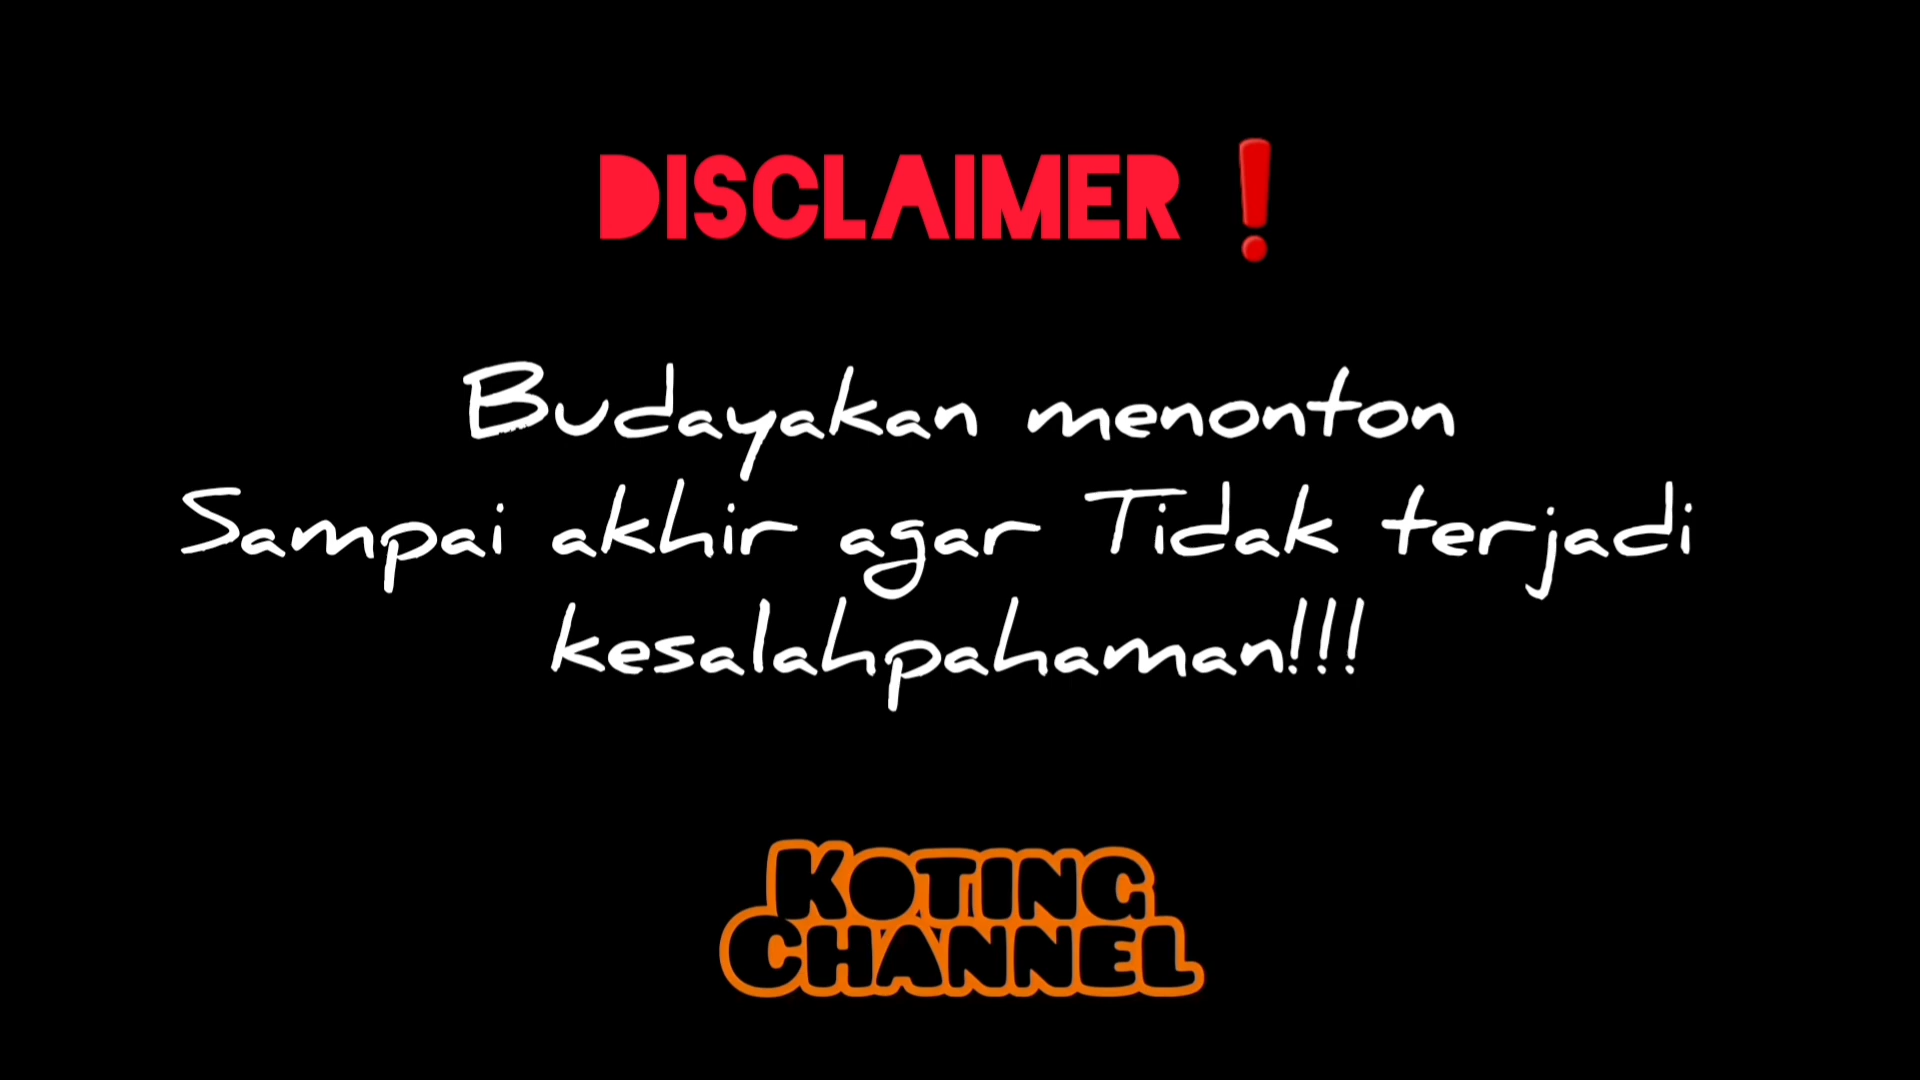 DISCLAIMER❗
Budayakan menonton
Sampai akhir agar Tidak terjadi
kesalahpahaman!!!
KOTING
CHANNEL